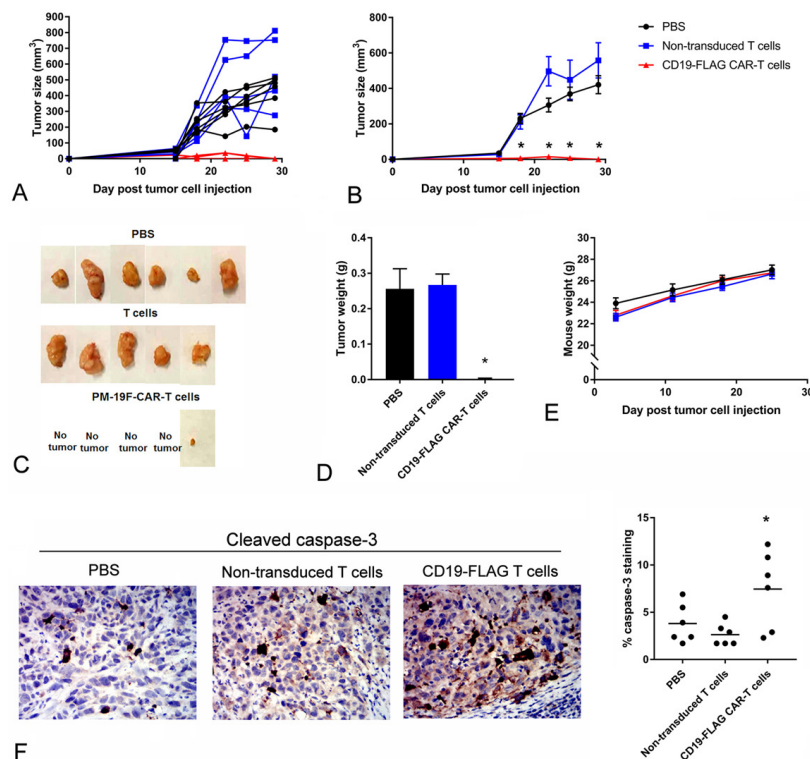 900
800
700
600
500
400
300
200
100
0
Tumor size (mm³)
0 10 20 30
Day post tumor cell injection
A
800
600
400
200
0
Tumor size (mm³)
* * * *
0 10 20 30
Day post tumor cell injection
B
PBS
Non-transduced T cells
CD19-FLAG CAR-T cells
PBS
T cells
PM-19F-CAR-T cells
No tumor
No tumor
No tumor
No tumor
C
0.4
0.3
0.2
0.1
0.0
Tumor weight (g)
*
PBS
Non-transduced T cells
CD19-FLAG CAR-T cells
D
30
28
26
24
22
0
Mouse weight (g)
0 10 20 30
Day post tumor cell injection
E
Cleaved caspase-3
PBS
Non-transduced T cells
CD19-FLAG T cells
15
10
5
0
% caspase-3 staining
*
PBS
Non-transduced T cells
CD19-FLAG CAR-T cells
F